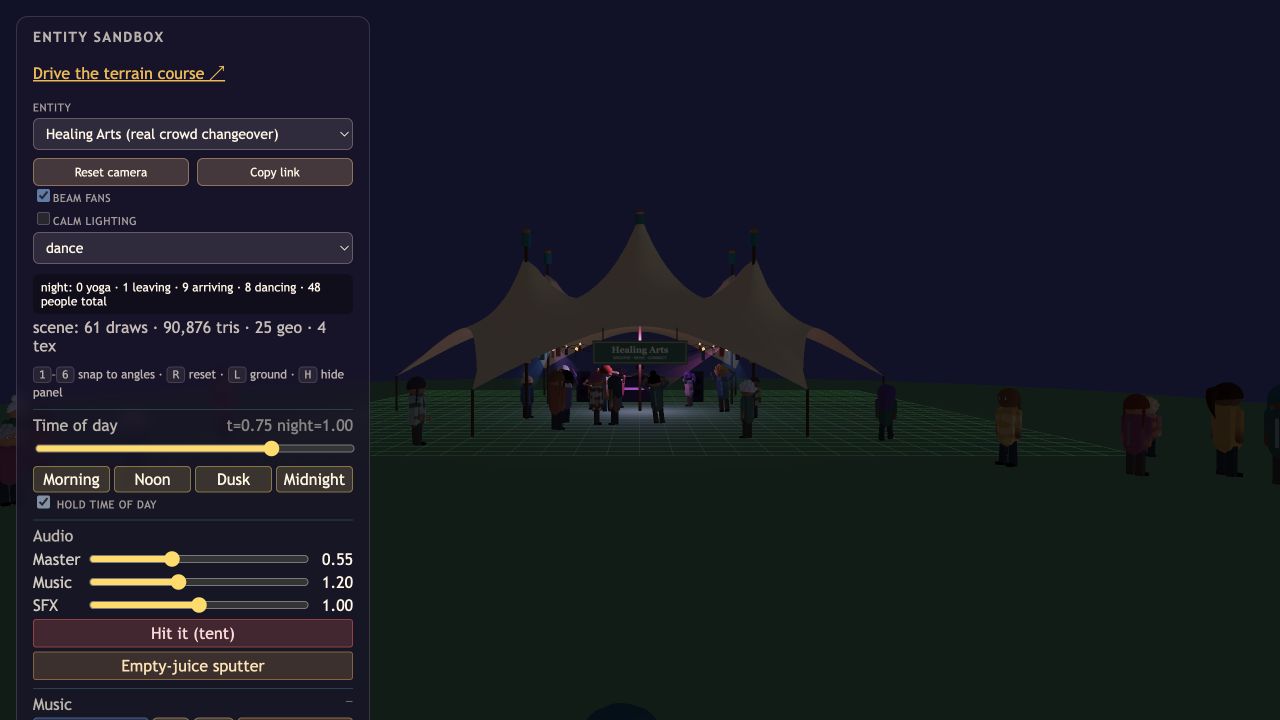 ENTITY SANDBOX
Drive the terrain course ↗
ENTITY
Healing Arts (real crowd changeover)
Reset camera
Copy link
BEAM FANS
CALM LIGHTING
dance
night: 0 yoga · 1 leaving · 9 arriving · 8 dancing · 48
people total
scene: 61 draws · 90,876 tris · 25 geo · 4
tex
1-6 snap to angles · R reset · L ground · H hide
panel
Time of day t=0.75 night=1.00
Morning Noon Dusk Midnight
HOLD TIME OF DAY
Audio
Master 0.55
Music 1.20
SFX 1.00
Hit it (tent)
Empty-juice sputter
Music –
Healing Arts